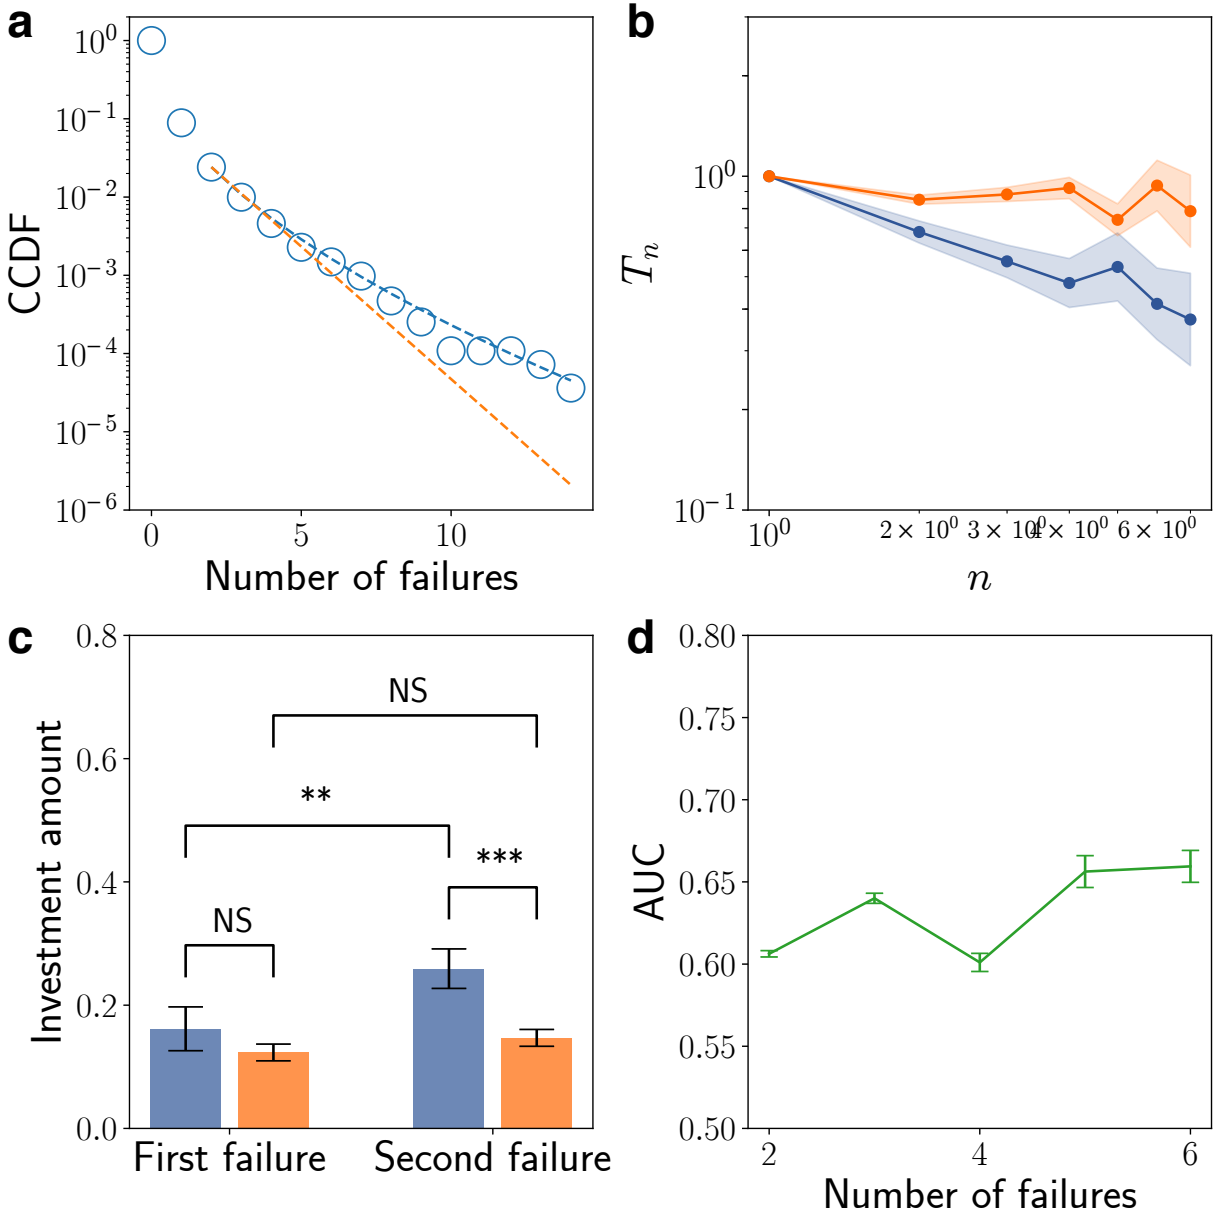 a
10^0
10^{-1}
10^{-2}
10^{-3}
10^{-4}
10^{-5}
10^{-6}
CCDF
0 5 10
Number of failures
b
10^0
10^{-1}
T_n
10^0 2 × 10^0 3 × 10^0 4 × 10^0 6 × 10^0
n
c
0.8
0.6
0.4
0.2
0.0
Investment amount
NS
**
***
NS
First failure Second failure
d
0.80
0.75
0.70
0.65
0.60
0.55
0.50
AUC
2 4 6
Number of failures